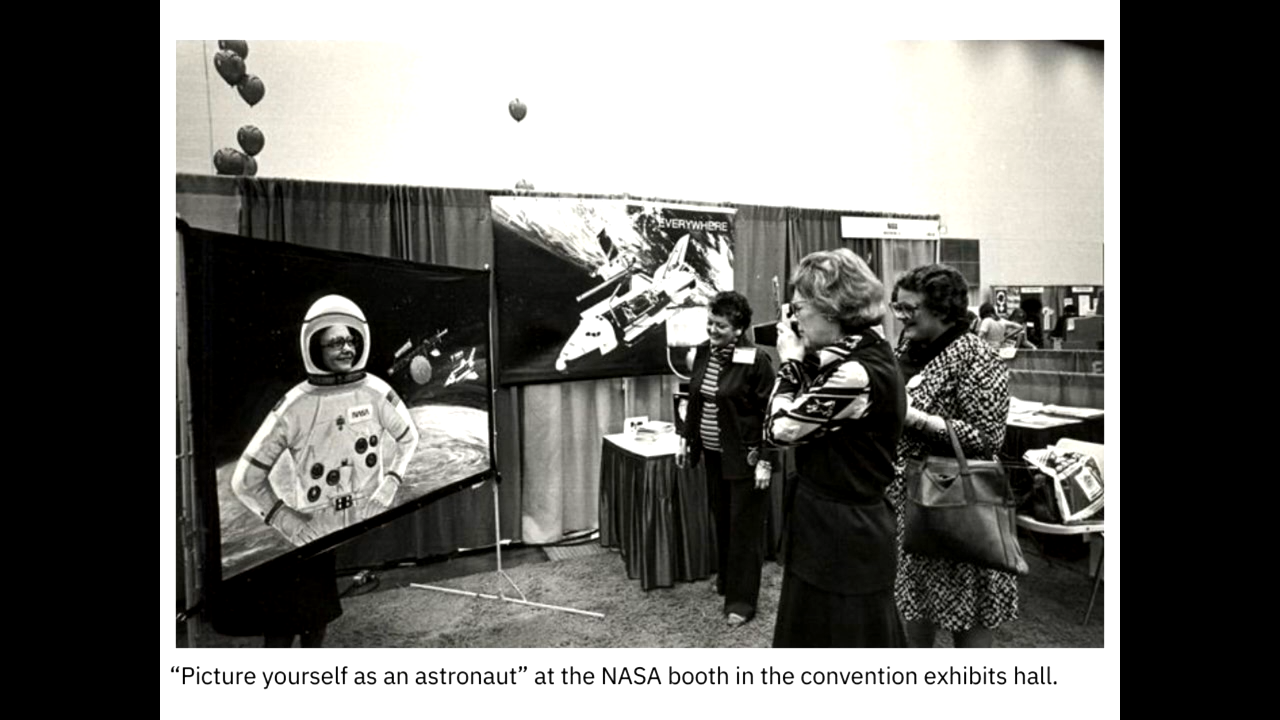 EVERYWHERE
NASA
“Picture yourself as an astronaut” at the NASA booth in the convention exhibits hall.